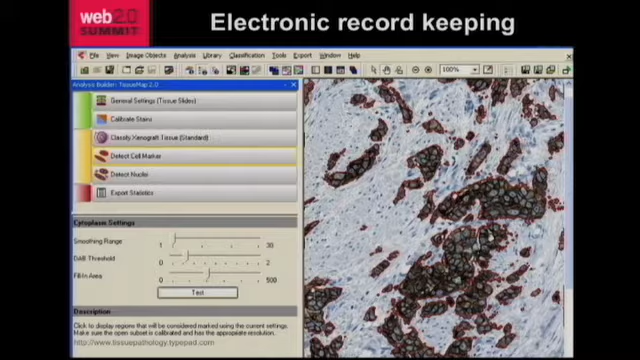 web2.0
SUMMIT
Electronic record keeping
File View Image Objects Analysis Library Classification Tools Export Window Help
100%
Analysis Builder: TissueMap 2.0
General Settings (Tissue Slides)
Calibrate Stains
Classify Xenograft Tissue (Standard)
Detect Cell Marker
Detect Nuclei
Export Statistics
Cytoplasm Settings
Smoothing Range 1 30
DAB Threshold 0 2
Fill-In Area 0 500
Test
Description
Click to display regions that will be considered marked using the current settings.
Make sure the open subset is calibrated and has the appropriate resolution.
http://www.tissuepathology.typepad.com